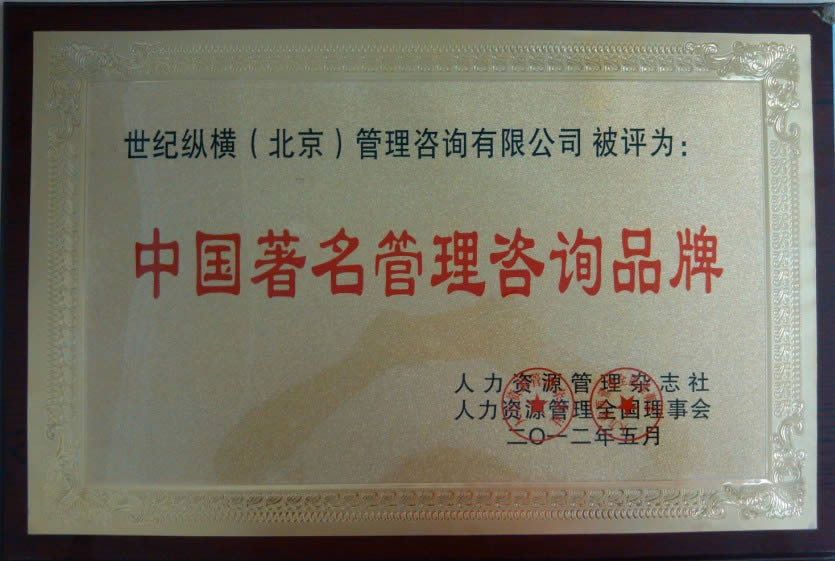 世纪纵横(北京)管理咨询有限公司 被评为:
中国著名管理咨询品牌
人力资源管理杂志社
人力资源管理全国理事会
二〇一二年五月